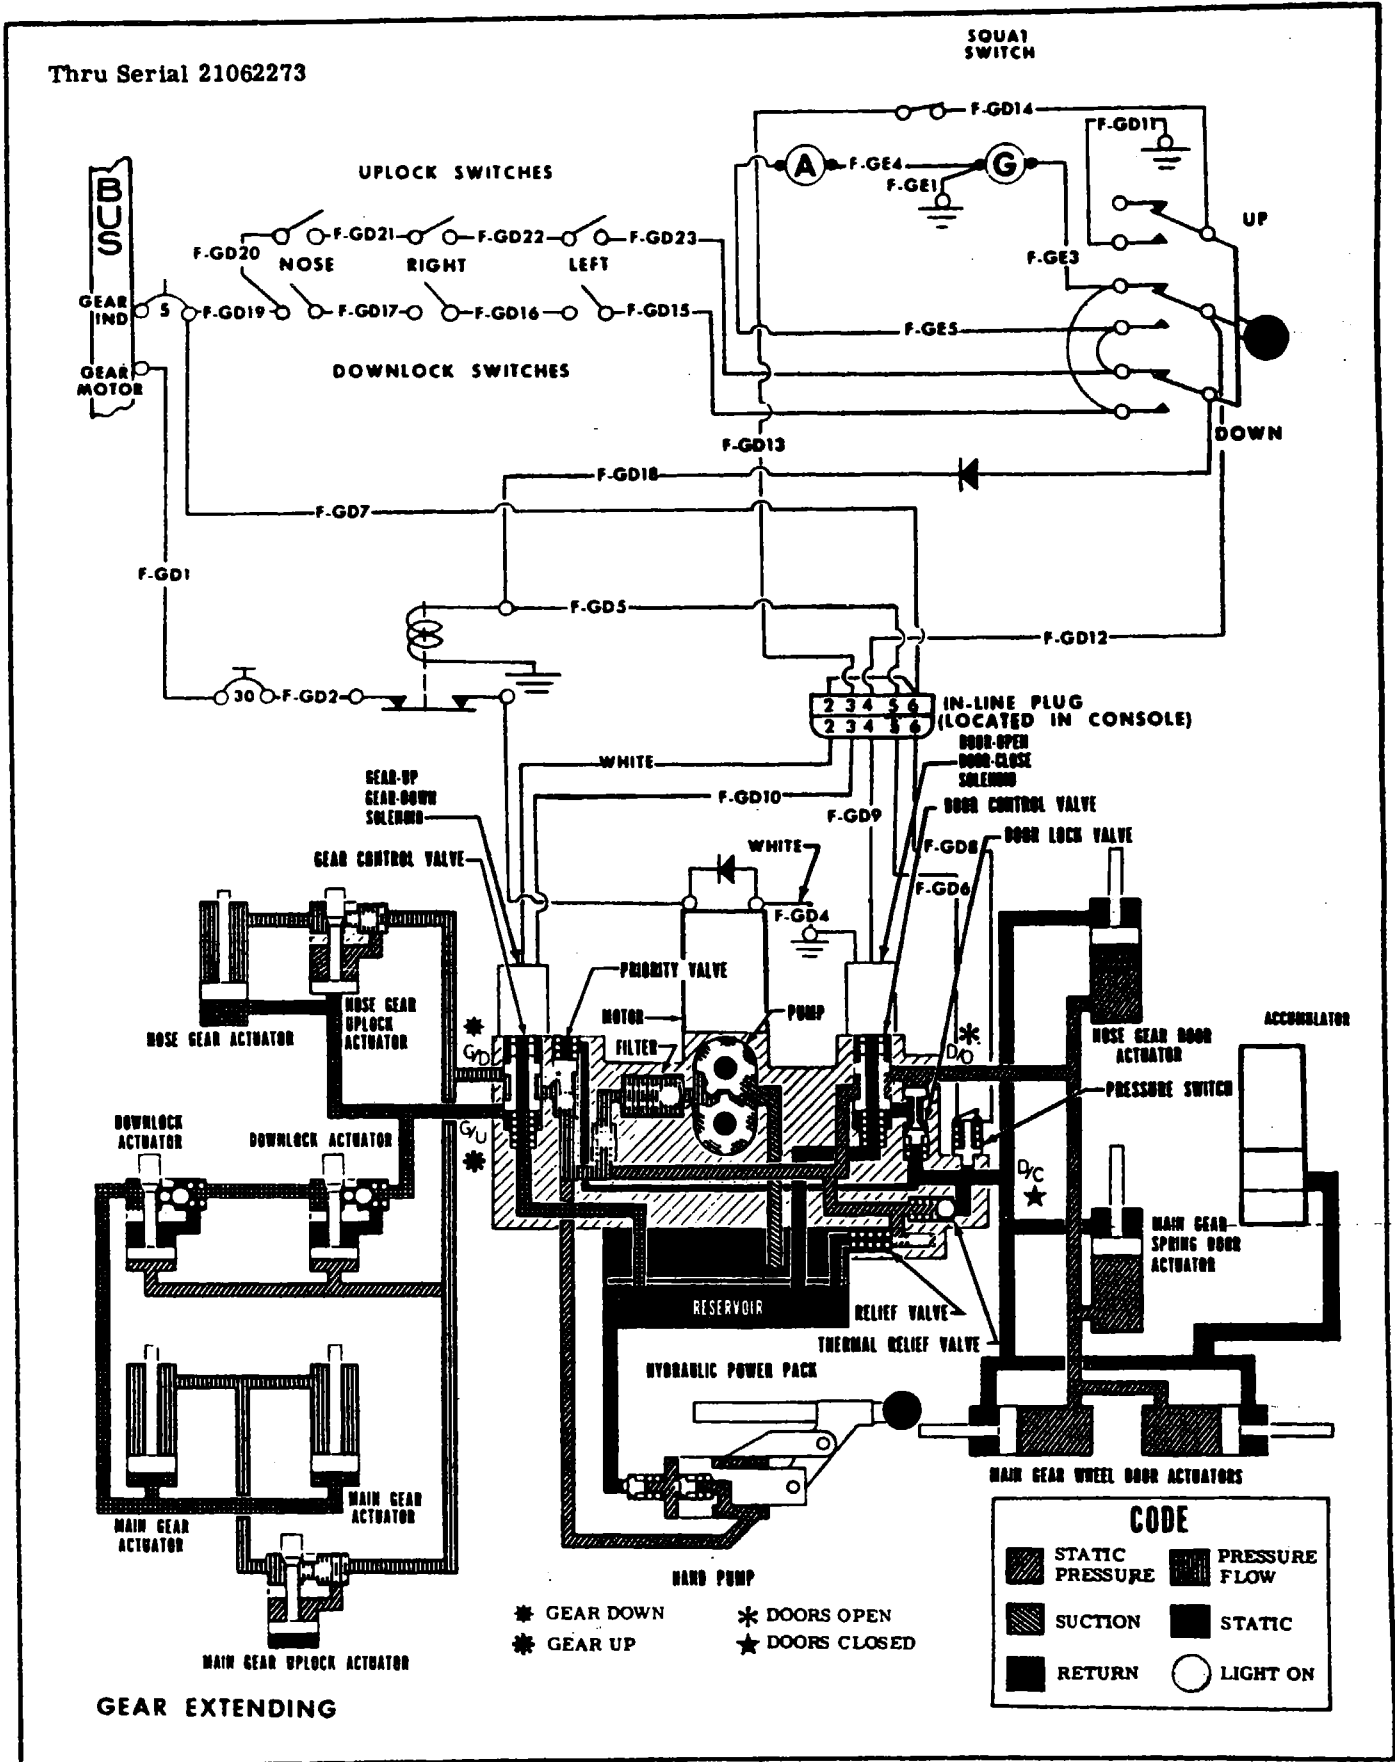 SQUAT
SWITCH
Thru Serial 21062273
F-GD14
F-GD11
BUS
UPLOCK SWITCHES
A
F-GE4
G
F-GE1
UP
F-GD20
F-GD21
F-GD22
F-GD23
NOSE
RIGHT
LEFT
F-GE3
GEAR
IND
5
F-GD19
F-GD17
F-GD16
F-GD15
F-GE5
GEAR
MOTOR
DOWNLOCK SWITCHES
DOWN
F-GD13
F-GD18
F-GD7
F-GD1
F-GD5
F-GD12
30
F-GD2
2 3 4 5 6
2 3 4 5 6
IN-LINE PLUG
(LOCATED IN CONSOLE)
DOOR-OPEN
DOOR-CLOSE
SOLENOID
WHITE
GEAR-UP
GEAR-DOWN
SOLENOID
F-GD10
F-GD9
DOOR CONTROL VALVE
DOOR LOCK VALVE
GEAR CONTROL VALVE
WHITE
F-GD8
F-GD6
F-GD4
PRIORITY VALVE
MOTOR
PUMP
FILTER
NOSE GEAR ACTUATOR
NOSE GEAR
UPLOCK
ACTUATOR
G/D
D/O
NOSE GEAR DOOR
ACTUATOR
ACCUMULATOR
PRESSURE SWITCH
DOWNLOCK
ACTUATOR
DOWNLOCK ACTUATOR
G/U
D/C
MAIN GEAR
SPRING DOOR
ACTUATOR
RESERVOIR
RELIEF VALVE
THERMAL RELIEF VALVE
HYDRAULIC POWER PACK
MAIN GEAR WHEEL DOOR ACTUATORS
MAIN GEAR
ACTUATOR
MAIN GEAR
ACTUATOR
HAND PUMP
MAIN GEAR UPLOCK ACTUATOR
GEAR DOWN
GEAR UP
DOORS OPEN
DOORS CLOSED
CODE
STATIC
PRESSURE
PRESSURE
FLOW
SUCTION
STATIC
RETURN
LIGHT ON
GEAR EXTENDING